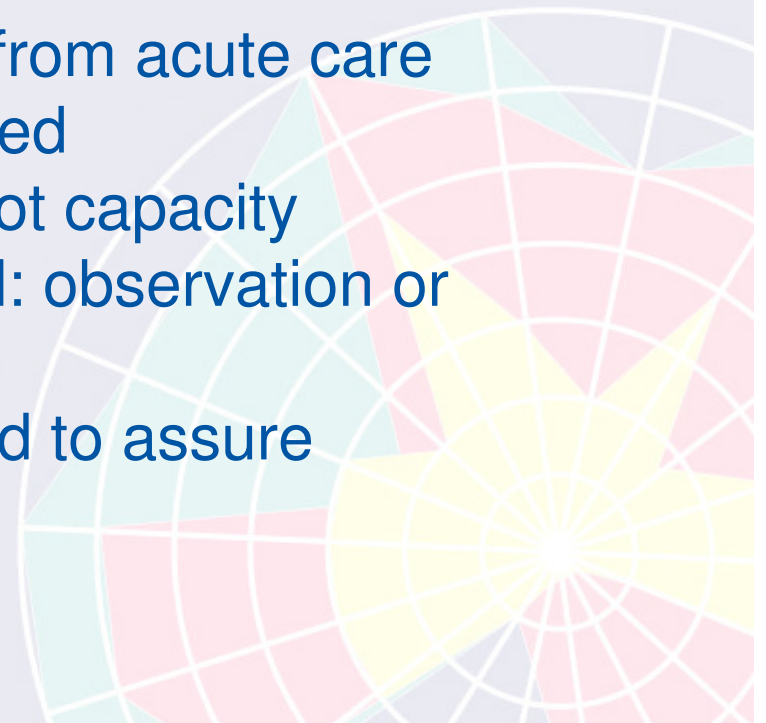 from acute care
ed
ot capacity
l: observation or
d to assure